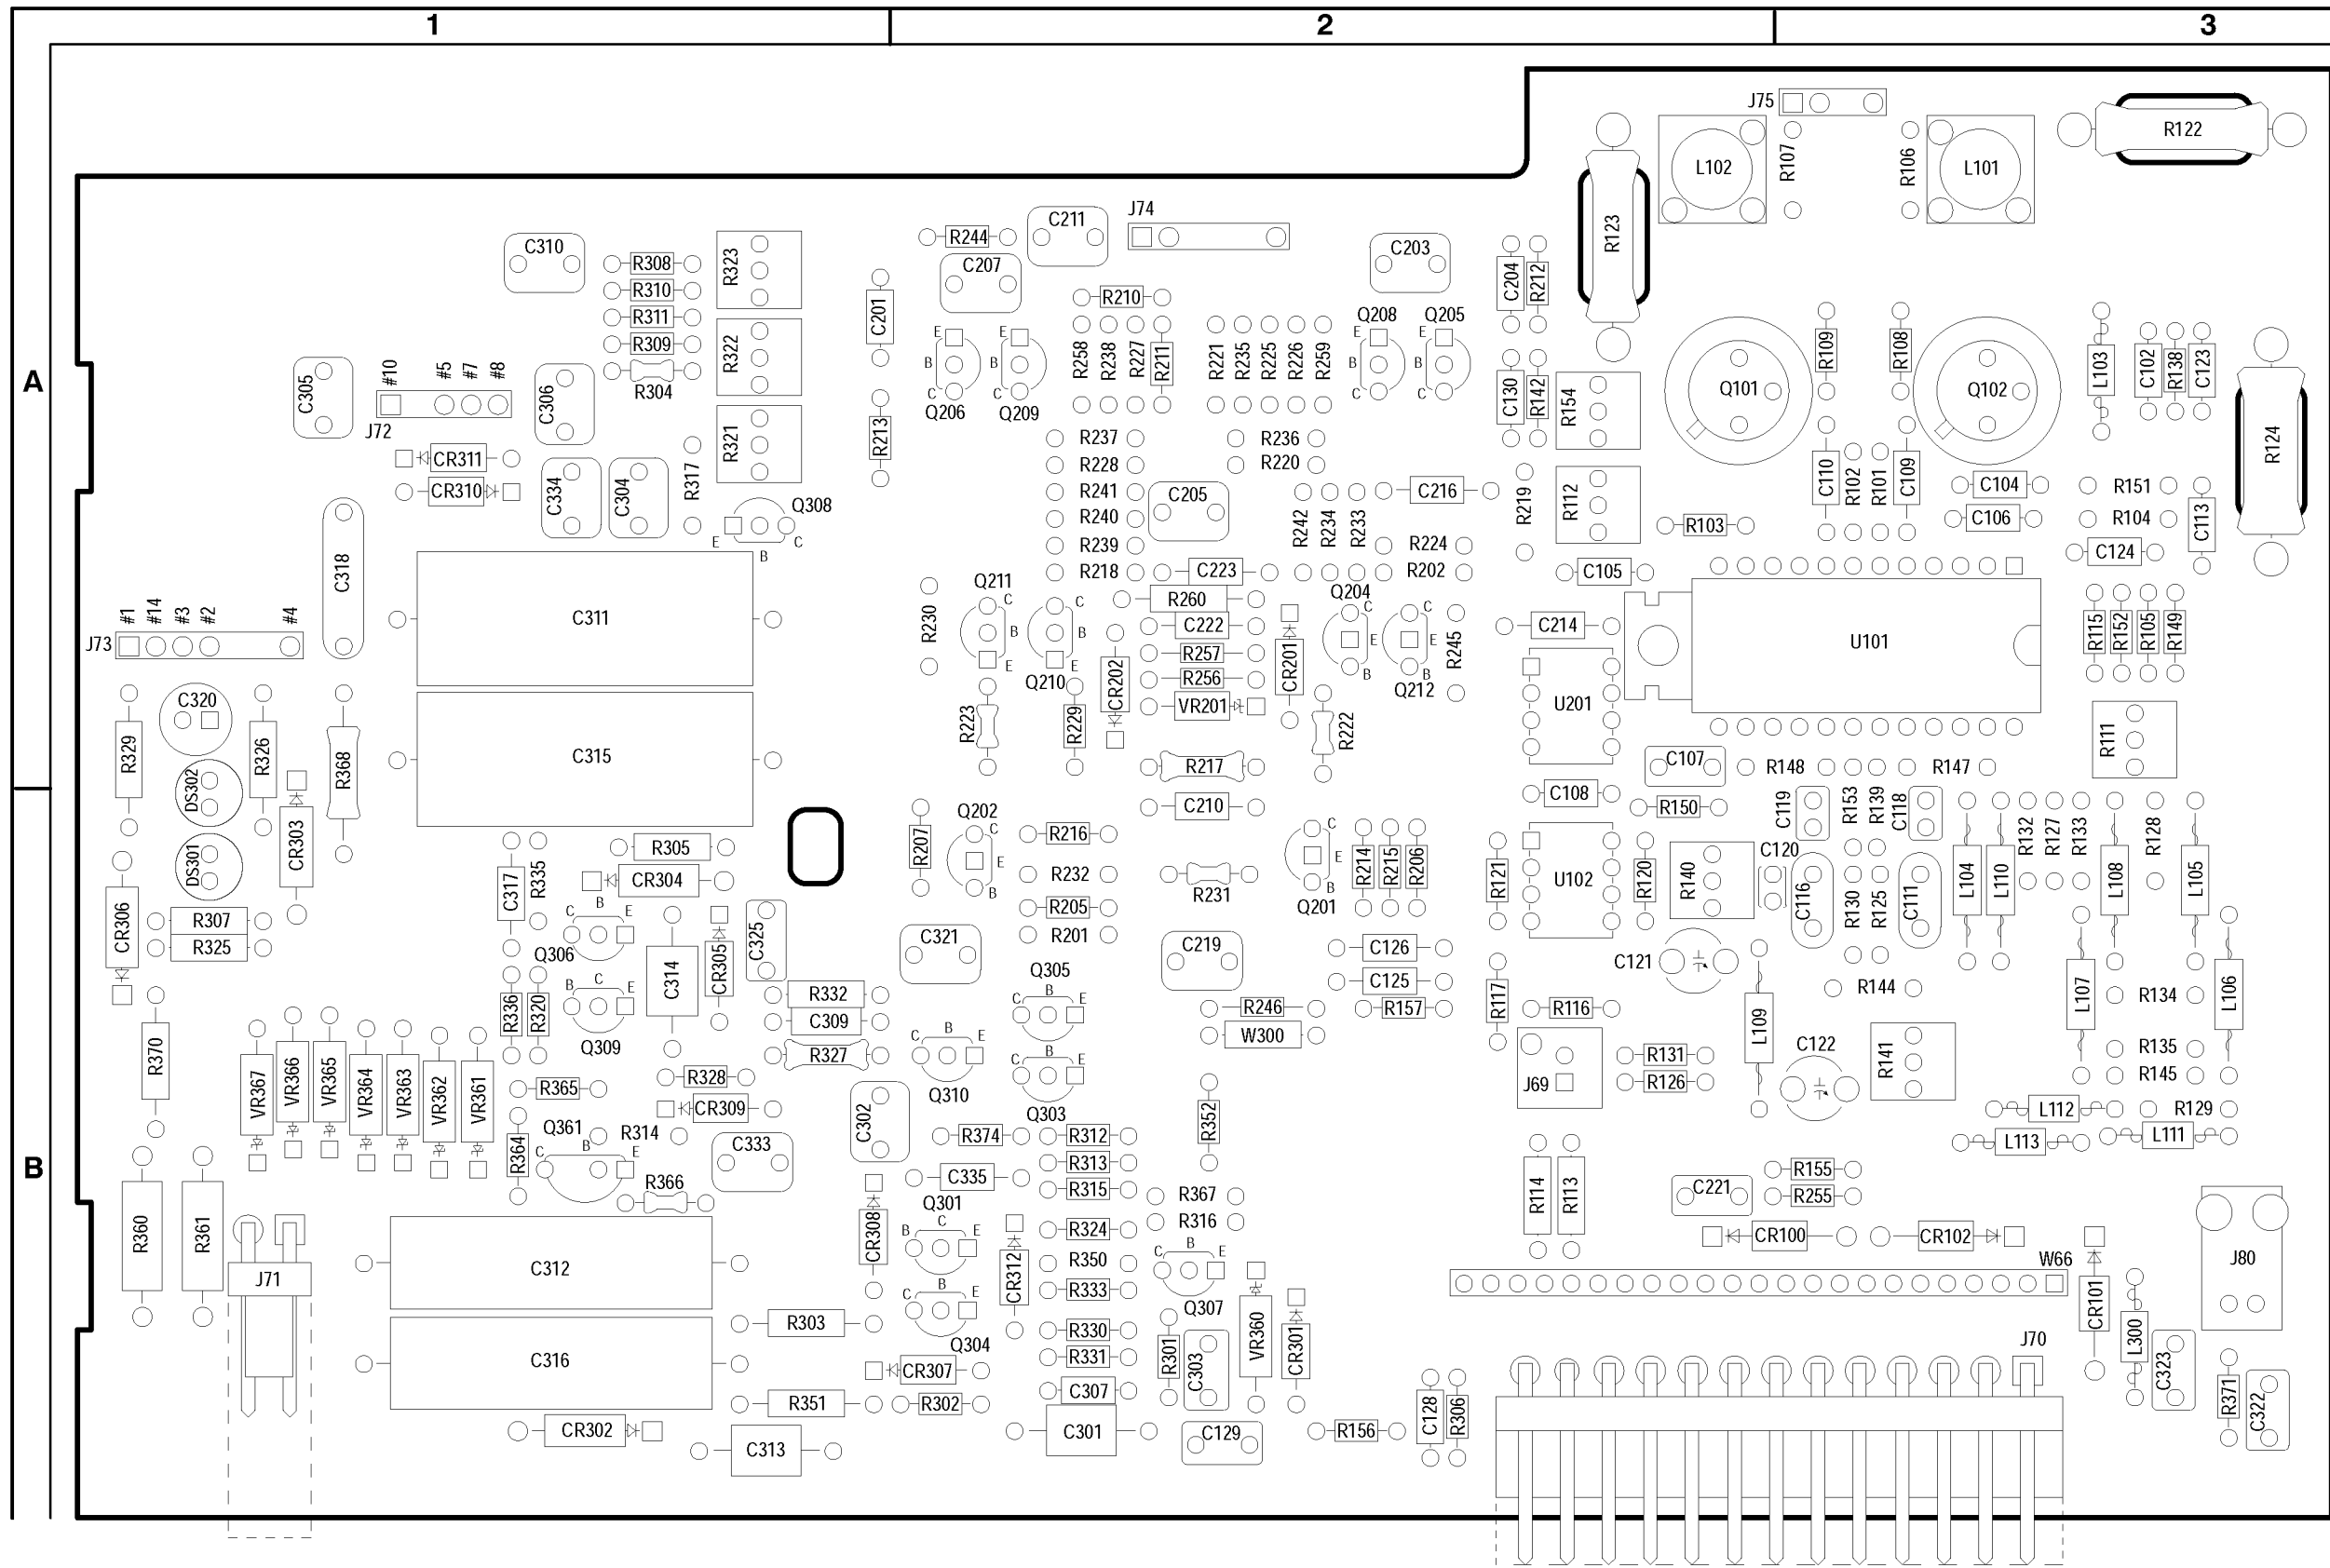 1 2 3
J75
R122
R107
R106
L102
L101
R123
C211
J74
R244
C310
C203
C207
R308
R323
C204
R212
R310
R210
C201
R311
Q208
Q205
E
E
E
E
R309
R322
R258
R238
R227
R211
R221
R235
R225
R226
R259
R109
R108
L103
C102
R138
C123
A
#10
#5
#7
#8
B
B
B
B
C305
C306
R304
C
C
C
C
Q206
Q209
C130
R142
R154
Q101
Q102
J72
R321
R213
R237
R236
R124
CR311
R228
R220
R317
CR310
C334
C304
R241
C205
C216
R219
R112
C110
R102
R101
C109
C104
R151
Q308
R240
R242
R234
R233
R103
C106
R104
C113
E
B
C
R239
R224
C124
C318
R218
C223
R202
C105
#1
#14
#3
#2
#4
Q211
C
C
R260
Q204
C
C
J73
C311
R230
B
B
C222
E
E
R245
C214
U101
R115
R152
R105
R149
E
E
R257
CR201
B
B
Q210
CR202
R256
Q212
C320
R223
R229
VR201
R222
U201
R111
R329
R326
R368
C315
R217
C107
R148
R147
DS302
C210
C108
R150
CR303
C119
R153
R139
C118
Q202
C
R207
R216
C
R132
R127
R133
R128
DS301
R305
E
R214
R215
R206
R121
U102
R120
R140
C120
L104
L110
L108
L105
C317
R335
CR304
B
R232
R231
B
Q201
C116
R130
R125
C111
CR306
R307
C
B
E
R205
R325
Q306
C314
CR305
C325
C321
R201
C219
C126
C121
C
B
E
Q305
C125
R144
L107
R134
L106
R336
R320
R332
C
B
E
R246
R157
R117
R116
L109
C309
W300
R370
Q309
R327
C
B
E
C
B
E
C122
R141
R135
VR367
VR366
VR365
VR364
VR363
VR362
VR361
R365
R328
Q310
J69
R131
R126
R145
CR309
C302
Q303
R352
L112
R129
B
Q361
R314
R374
R312
L113
L111
R364
C
B
E
C333
R313
R114
R113
R155
R366
C335
R315
R367
C221
R255
R360
R361
CR308
Q301
B
C
E
R324
R316
CR100
CR102
W66
J80
J71
C312
CR312
R350
C
B
E
C
B
E
R333
Q307
CR101
R303
Q304
R330
R301
C303
VR360
CR301
L300
C323
J70
C316
CR307
R331
C307
R351
R302
C128
R306
R371
C322
CR302
C313
C301
C129
R156